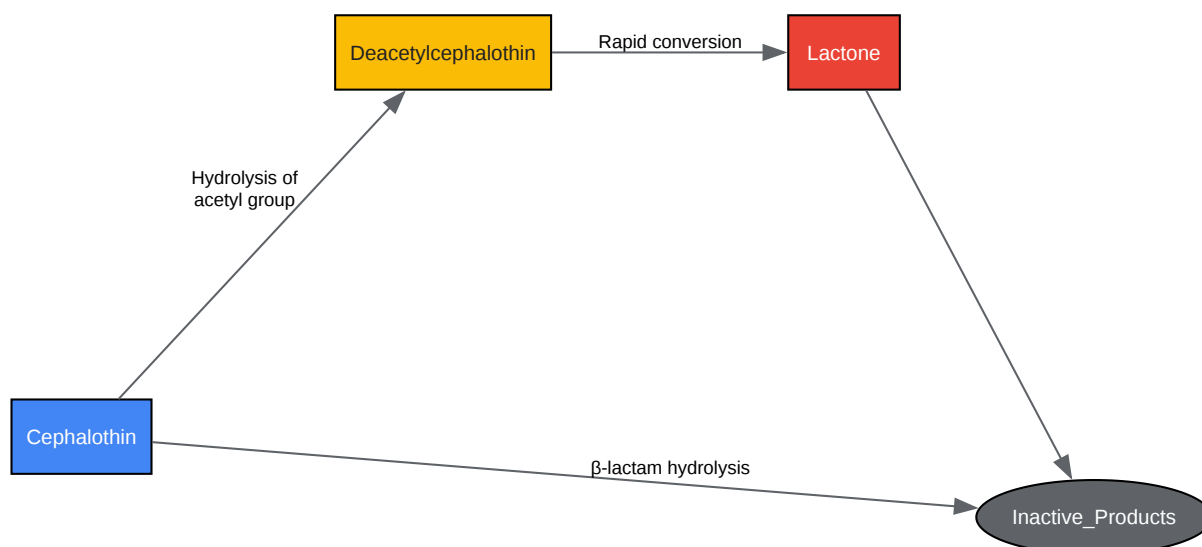 Deacetylcephalothin
Rapid conversion
Lactone
Hydrolysis of
acetyl group
Cephalothin
β-lactam hydrolysis
Inactive_Products